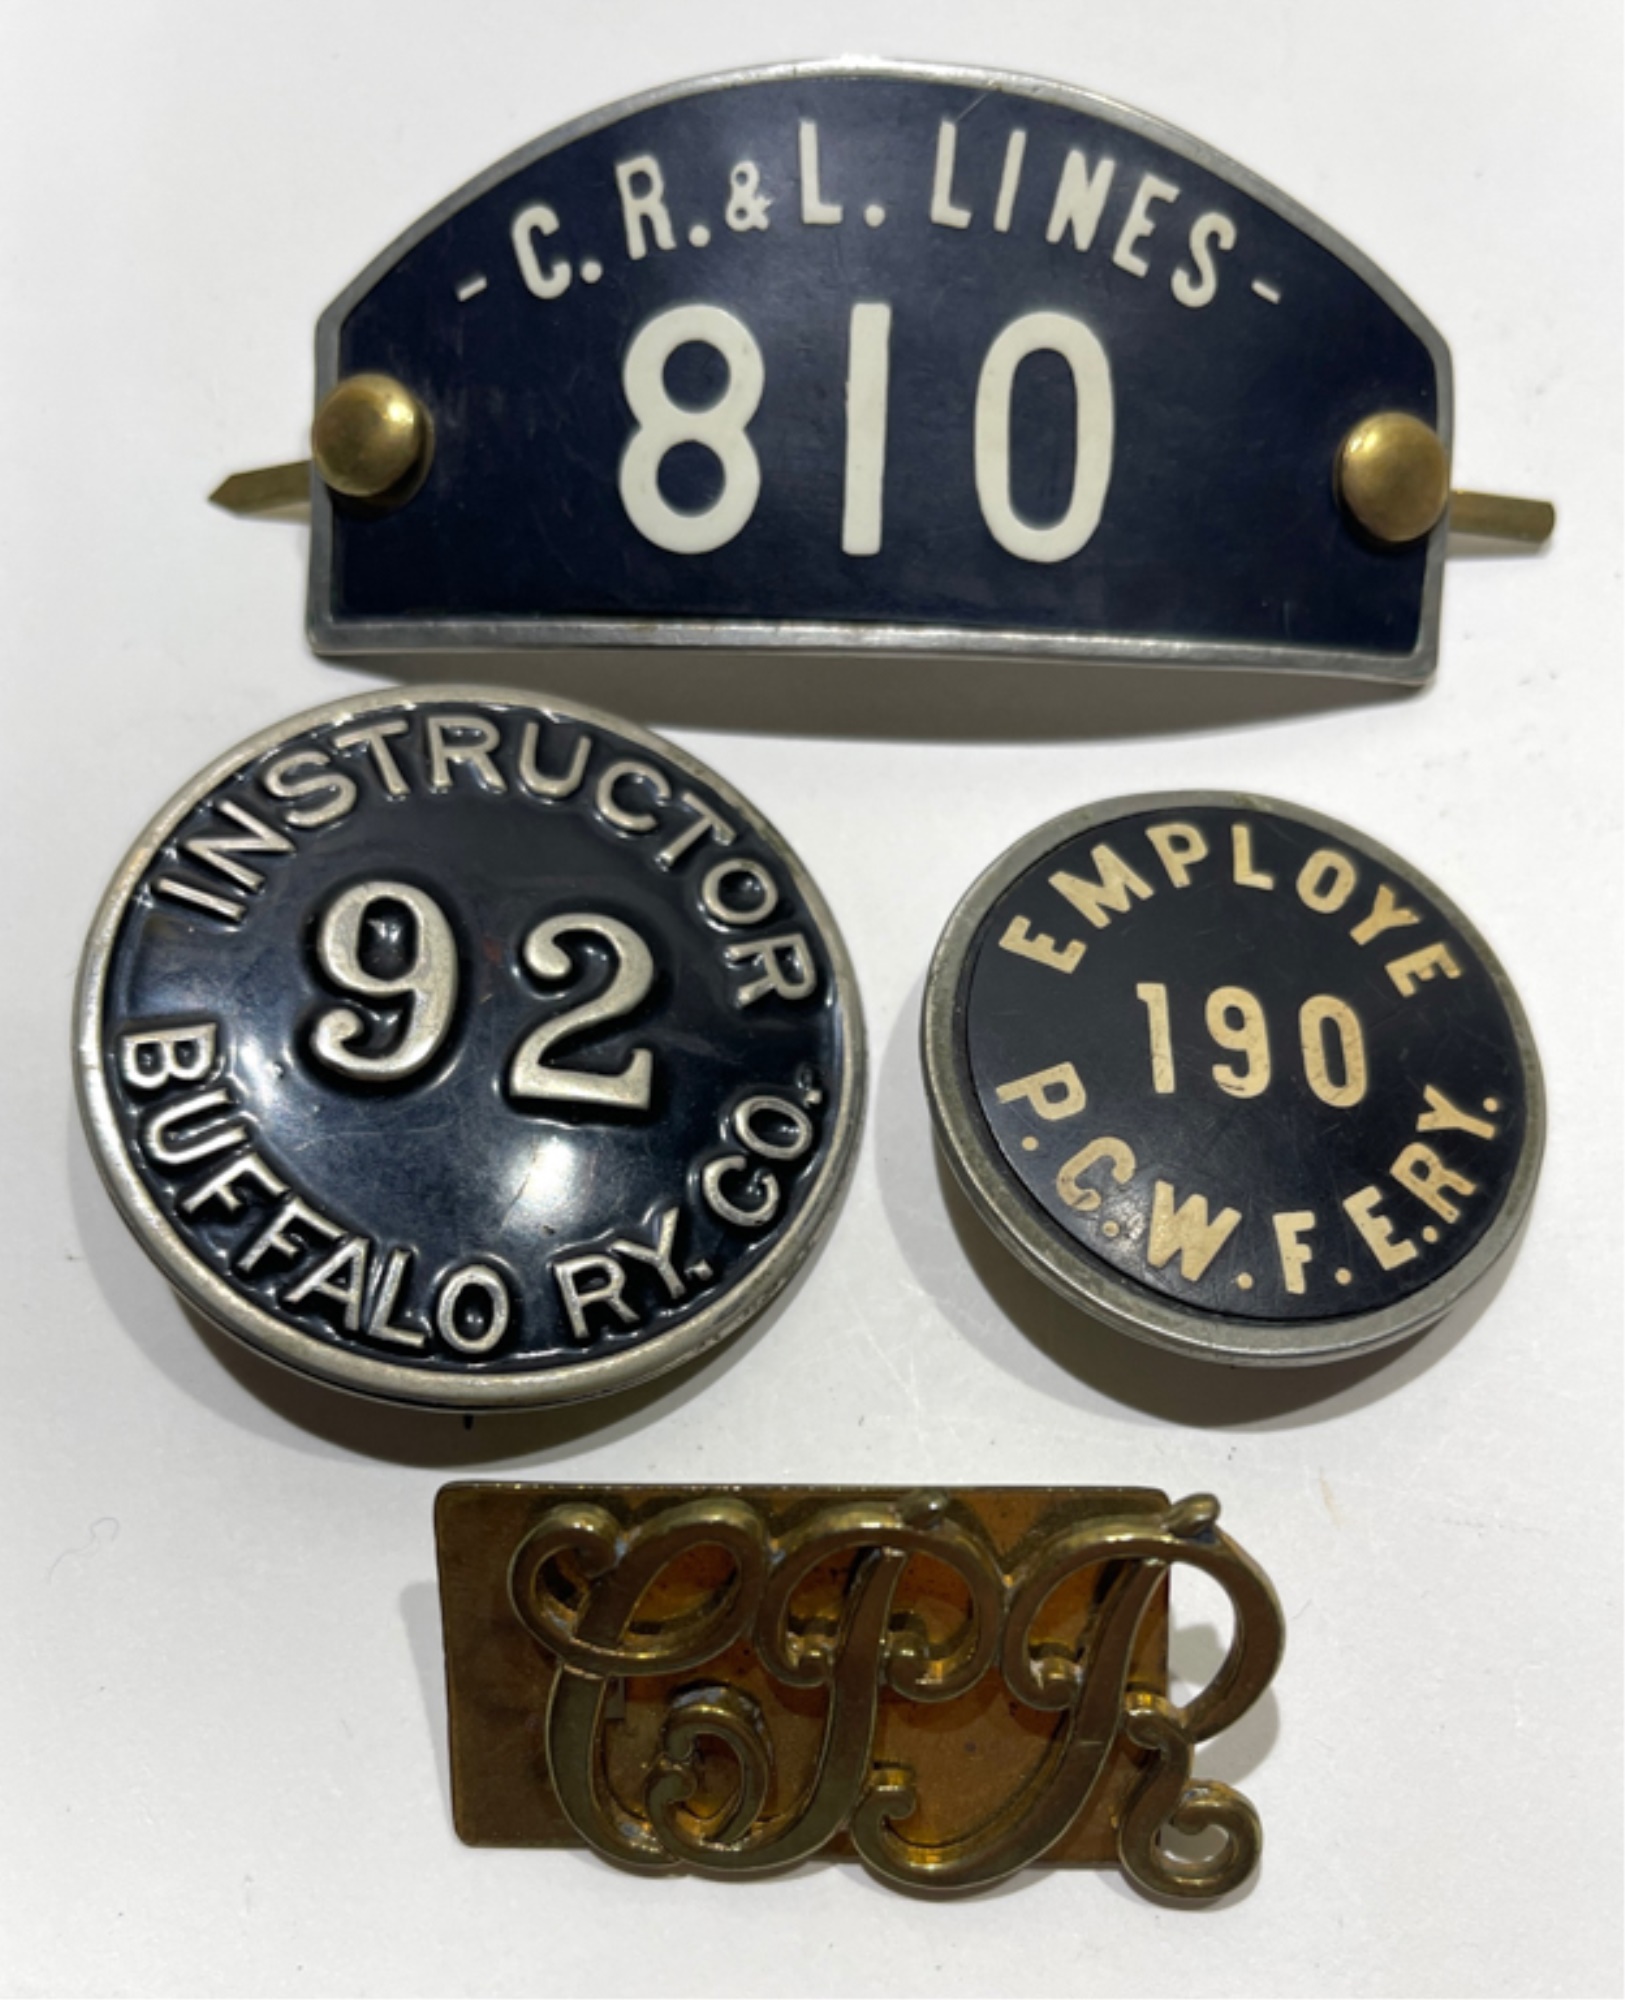 - C. R. & L. LINES -
810
INSTRUCTOR
92
BUFFALO RY. CO.
EMPLOYE
190
P.C.W.F.E.RY.
CPR